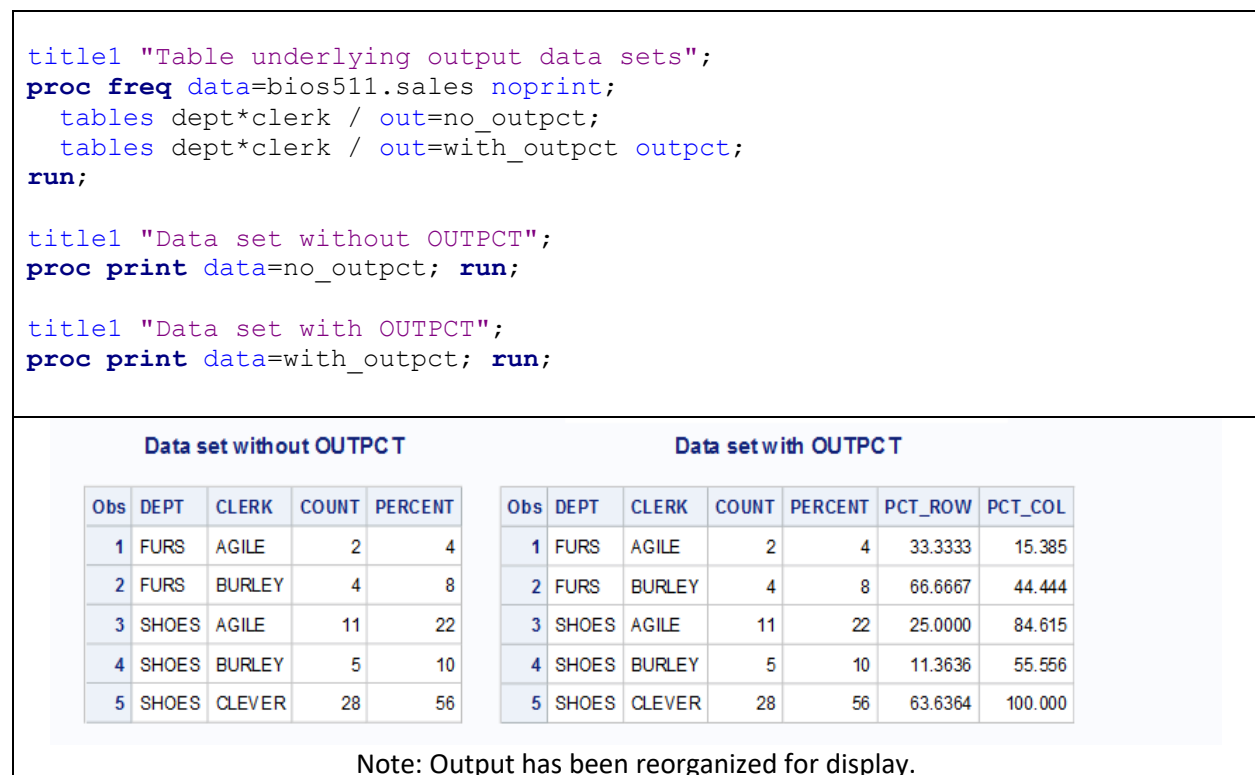 title1 "Table underlying output data sets";
proc freq data=bios511.sales noprint;
  tables dept*clerk / out=no_outpct;
  tables dept*clerk / out=with_outpct outpct;
run;

title1 "Data set without OUTPCT";
proc print data=no_outpct; run;

title1 "Data set with OUTPCT";
proc print data=with_outpct; run;

Data set without OUTPCT
Obs DEPT CLERK COUNT PERCENT
1 FURS AGILE 2 4
2 FURS BURLEY 4 8
3 SHOES AGILE 11 22
4 SHOES BURLEY 5 10
5 SHOES CLEVER 28 56

Data set with OUTPCT
Obs DEPT CLERK COUNT PERCENT PCT_ROW PCT_COL
1 FURS AGILE 2 4 33.3333 15.385
2 FURS BURLEY 4 8 66.6667 44.444
3 SHOES AGILE 11 22 25.0000 84.615
4 SHOES BURLEY 5 10 11.3636 55.556
5 SHOES CLEVER 28 56 63.6364 100.000

Note: Output has been reorganized for display.